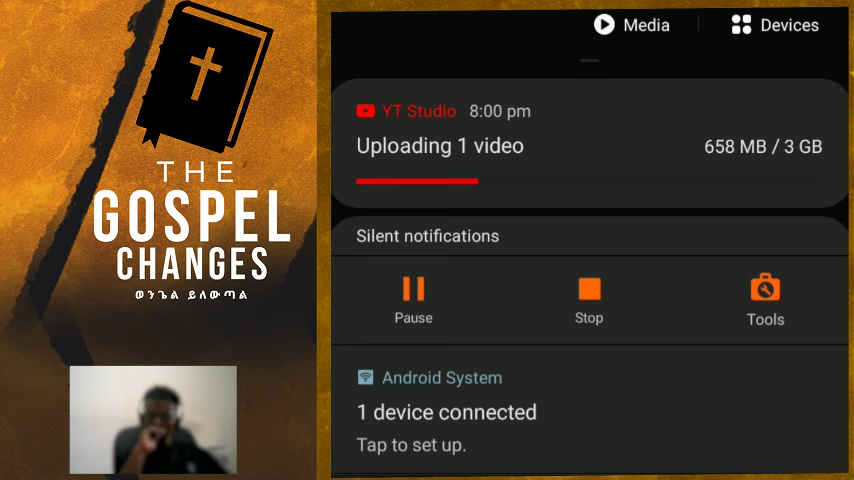 THE
GOSPEL
CHANGES
ወንጌል ይለውጣል
Media
Devices
YT Studio 8:00 pm
Uploading 1 video
658 MB / 3 GB
Silent notifications
Pause
Stop
Tools
Android System
1 device connected
Tap to set up.